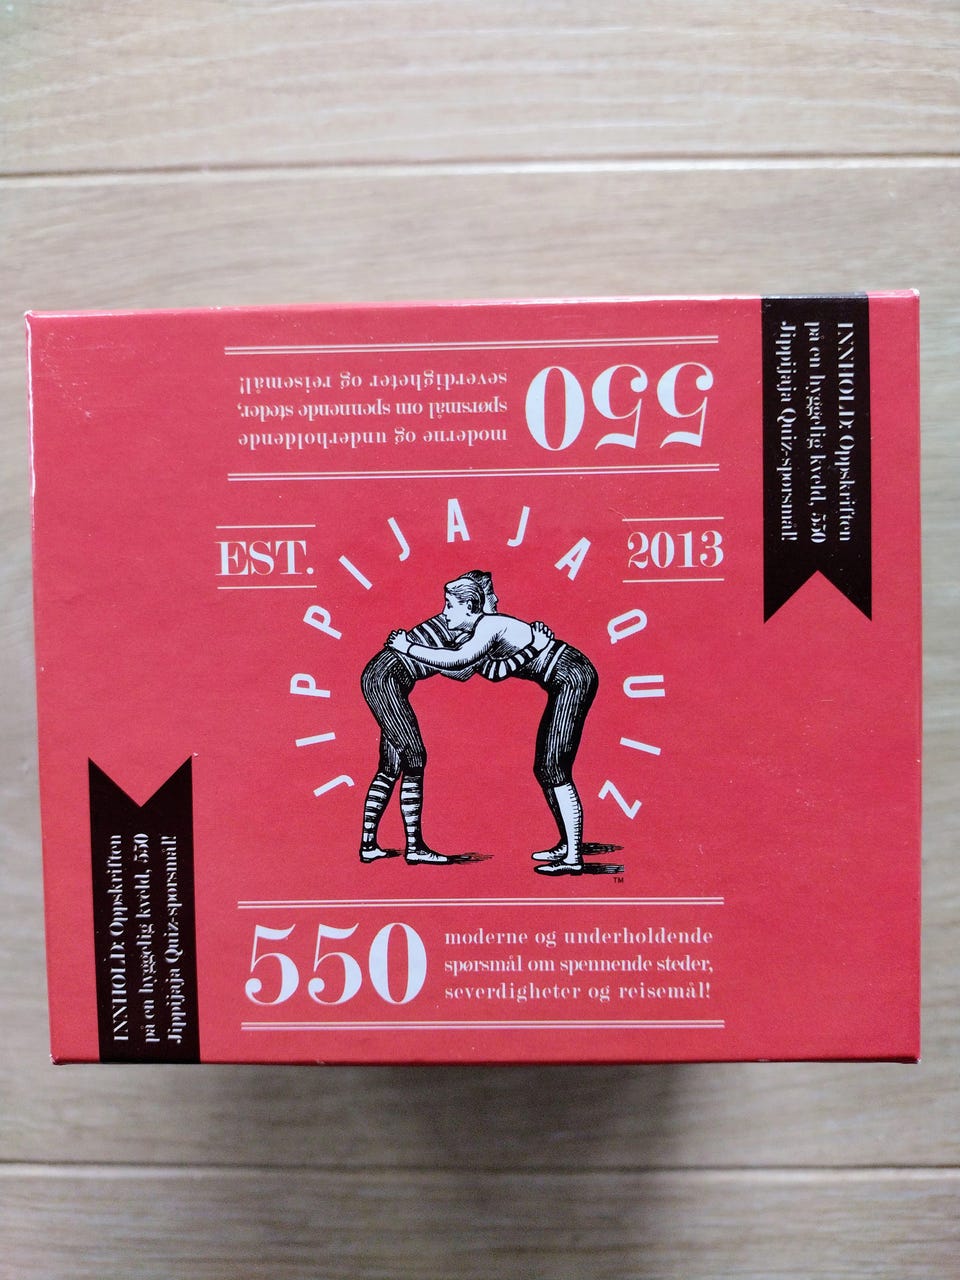 550
moderne og underholdende
spørsmål om spennende steder,
severdigheter og reisemål!
INNHOLD: Oppskriften
på en hyggelig kveld, 550
Jippijaja Quiz-spørsmål!
EST.
2013
JIPPIJAJA QUIZ
TM
550
moderne og underholdende
spørsmål om spennende steder,
severdigheter og reisemål!
INNHOLD: Oppskriften
på en hyggelig kveld, 550
Jippijaja Quiz-spørsmål!